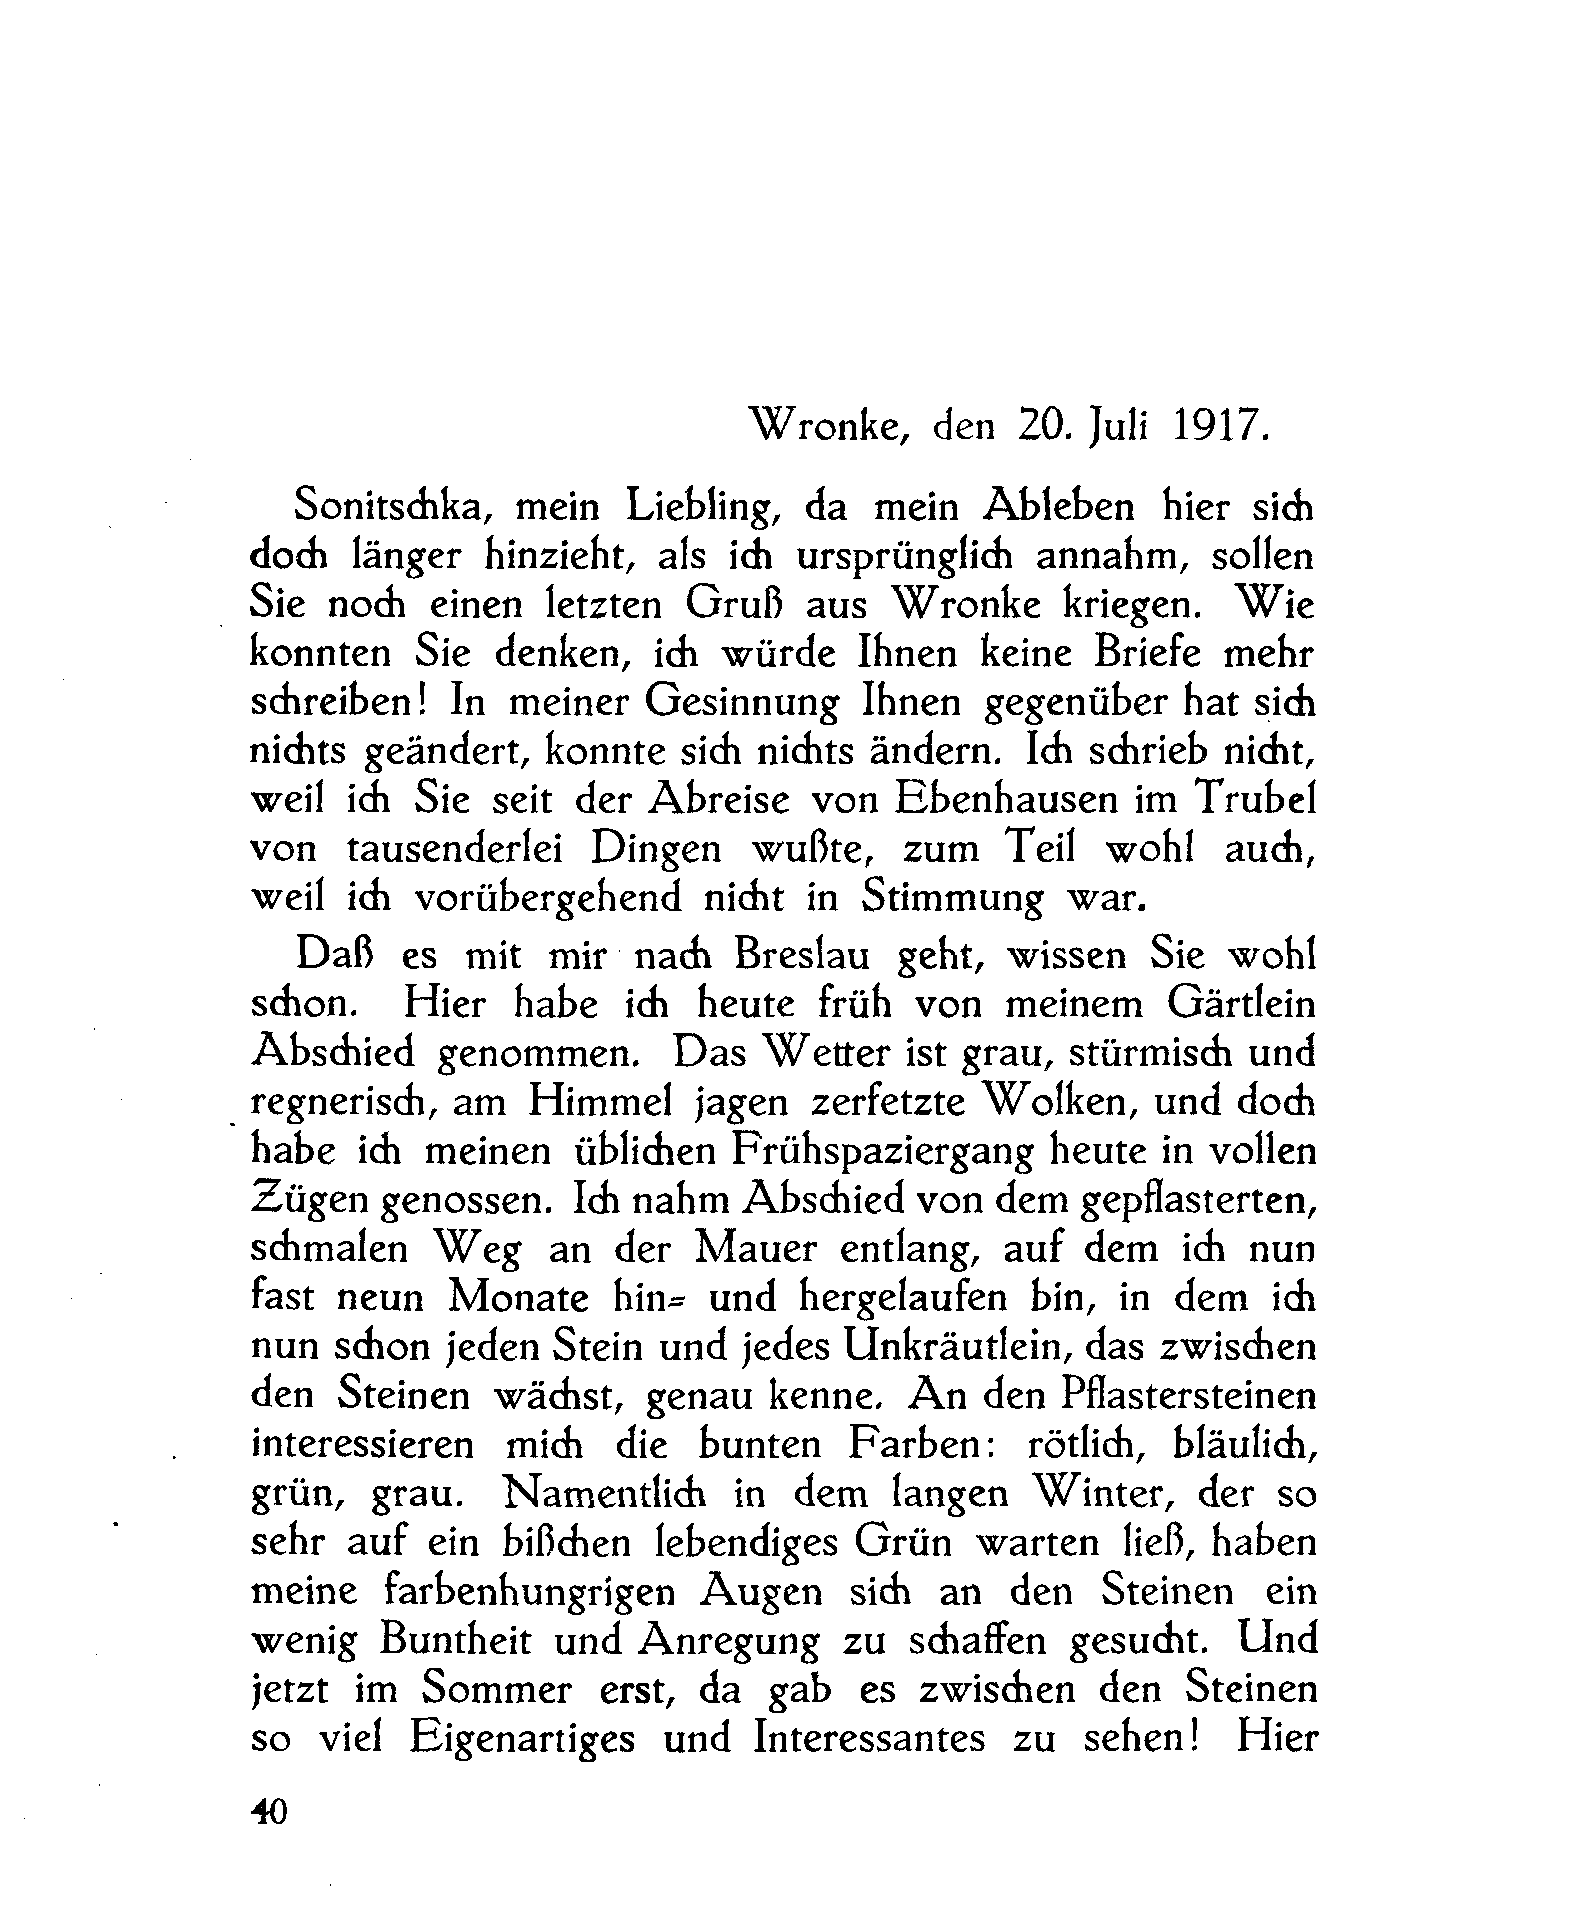 Wronke, den 20. Juli 1917.
Sonitschka, mein Liebling, da mein Ableben hier sich
doch länger hinzieht, als ich ursprünglich annahm, sollen
Sie noch einen letzten Gruß aus Wronke kriegen. Wie
konnten Sie denken, ich würde Ihnen keine Briefe mehr
schreiben! In meiner Gesinnung Ihnen gegenüber hat sich
nichts geändert, konnte sich nichts ändern. Ich schrieb nicht,
weil ich Sie seit der Abreise von Ebenhausen im Trubel
von tausenderlei Dingen wußte, zum Teil wohl auch,
weil ich vorübergehend nicht in Stimmung war.
Daß es mit mir nach Breslau geht, wissen Sie wohl
schon. Hier habe ich heute früh von meinem Gärtlein
Abschied genommen. Das Wetter ist grau, stürmisch und
regnerisch, am Himmel jagen zerfetzte Wolken, und doch
habe ich meinen üblichen Frühspaziergang heute in vollen
Zügen genossen. Ich nahm Abschied von dem gepflasterten,
schmalen Weg an der Mauer entlang, auf dem ich nun
fast neun Monate hin= und hergelaufen bin, in dem ich
nun schon jeden Stein und jedes Unkräutlein, das zwischen
den Steinen wächst, genau kenne. An den Pflastersteinen
interessieren mich die bunten Farben: rötlich, bläulich,
grün, grau. Namentlich in dem langen Winter, der so
sehr auf ein bißchen lebendiges Grün warten ließ, haben
meine farbenhungrigen Augen sich an den Steinen ein
wenig Buntheit und Anregung zu schaffen gesucht. Und
jetzt im Sommer erst, da gab es zwischen den Steinen
so viel Eigenartiges und Interessantes zu sehen! Hier
40